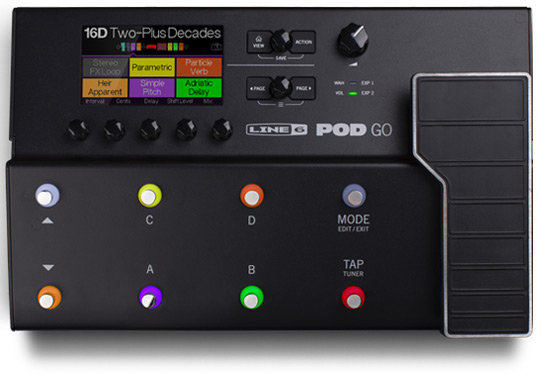 16D Two-Plus Decades
Stereo FX Loop
Parametric
Particle Verb
Heir Apparent
Simple Pitch
Adriatic Delay
Interval Cents Delay Shift Level Mix
VIEW
ACTION
SAVE
PAGE
PAGE
WAH EXP 1
VOL EXP 2
LINE 6 POD GO
C
D
MODE
EDIT/EXIT
A
B
TAP
TUNER